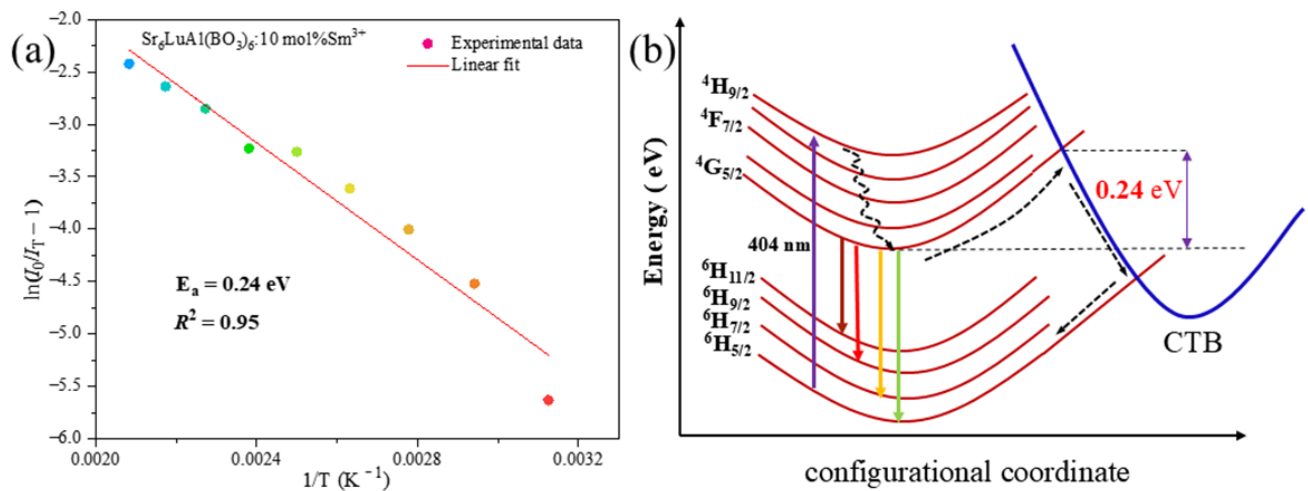 (a)
Sr₆LuAl(BO₃)₆:10 mol%Sm³⁺
Experimental data
Linear fit
−2.0
−2.5
−3.0
−3.5
−4.0
−4.5
−5.0
−5.5
−6.0
ln(I₀/I_T − 1)
Eₐ = 0.24 eV
R² = 0.95
0.0020 0.0024 0.0028 0.0032
1/T (K⁻¹)
(b)
Energy ( eV)
⁴H₉/₂
⁴F₇/₂
⁴G₅/₂
404 nm
0.24 eV
⁶H₁₁/₂
⁶H₉/₂
⁶H₇/₂
⁶H₅/₂
CTB
configurational coordinate